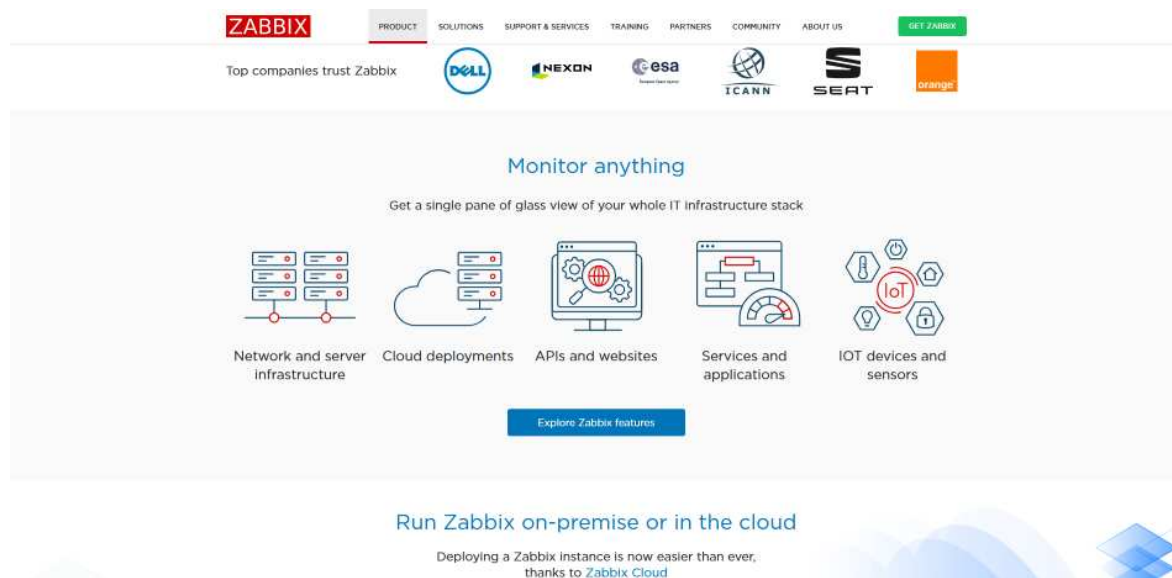 ZABBIX
PRODUCT SOLUTIONS SUPPORT & SERVICES TRAINING PARTNERS COMMUNITY ABOUT US GET ZABBIX
Top companies trust Zabbix DELL NEXON esa ICANN SEAT orange
Monitor anything
Get a single pane of glass view of your whole IT infrastructure stack
IoT
Network and server infrastructure
Cloud deployments
APIs and websites
Services and applications
IOT devices and sensors
Explore Zabbix features
Run Zabbix on-premise or in the cloud
Deploying a Zabbix instance is now easier than ever,
thanks to Zabbix Cloud